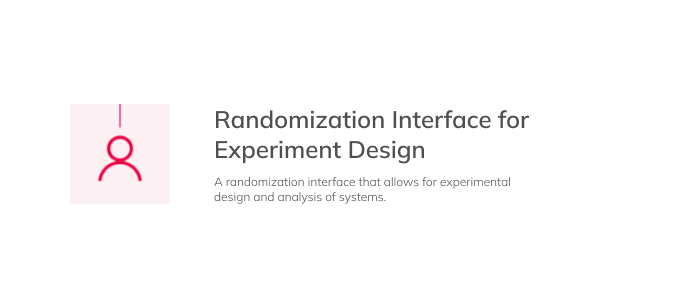 Randomization Interface for
Experiment Design
A randomization interface that allows for experimental
design and analysis of systems.